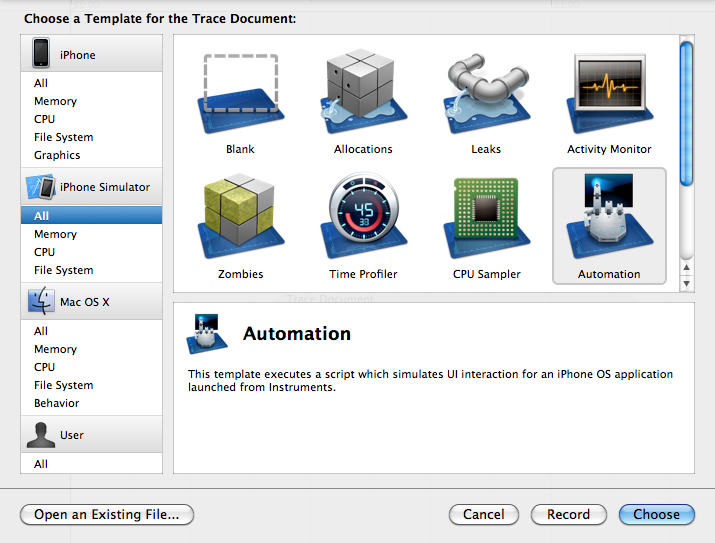 Choose a Template for the Trace Document:
iPhone
All
Memory
CPU
File System
Graphics
iPhone Simulator
All
Memory
CPU
File System
Mac OS X
All
Memory
CPU
File System
Behavior
User
All
Blank
Allocations
Leaks
Activity Monitor
Zombies
45
38
Time Profiler
CPU Sampler
Automation
Trace Document
Automation
This template executes a script which simulates UI interaction for an iPhone OS application
launched from Instruments.
Open an Existing File...
Cancel
Record
Choose